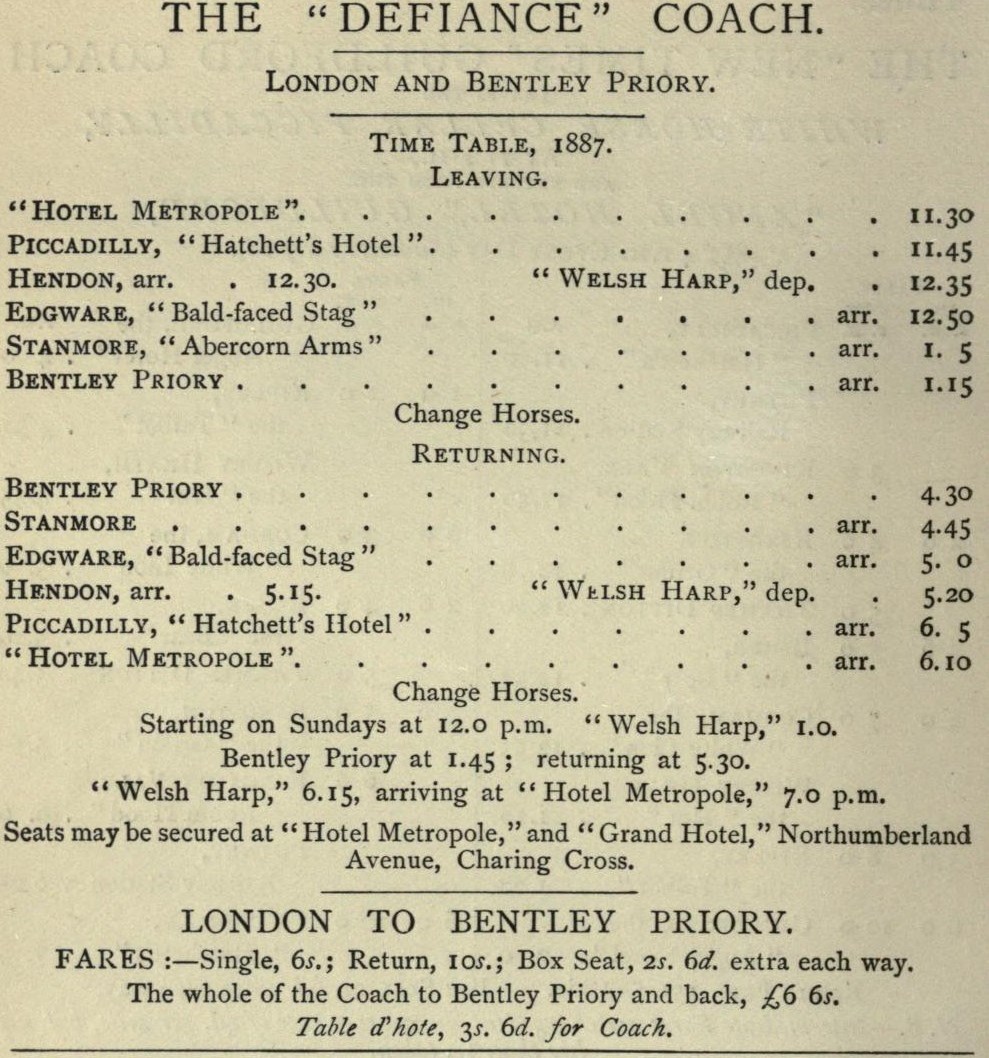 THE “DEFIANCE” COACH.
LONDON AND BENTLEY PRIORY.
TIME TABLE, 1887.
LEAVING.
“HOTEL METROPOLE”. . . . . . . . . . 11.30
PICCADILLY, “Hatchett's Hotel”. . . . . . . . 11.45
HENDON, arr. . 12.30. “WELSH HARP,” dep. . 12.35
EDGWARE, “Bald-faced Stag” . . . . . . . arr. 12.50
STANMORE, “Abercorn Arms” . . . . . . . arr. 1. 5
BENTLEY PRIORY . . . . . . . . . . arr. 1.15
Change Horses.
RETURNING.
BENTLEY PRIORY . . . . . . . . . . . 4.30
STANMORE . . . . . . . . . . . arr. 4.45
EDGWARE, “Bald-faced Stag” . . . . . . . arr. 5. 0
HENDON, arr. . 5.15. “WELSH HARP,” dep. . 5.20
PICCADILLY, “Hatchett's Hotel” . . . . . . . arr. 6. 5
“HOTEL METROPOLE”. . . . . . . . . arr. 6.10
Change Horses.
Starting on Sundays at 12.0 p.m. “Welsh Harp,” 1.0.
Bentley Priory at 1.45 ; returning at 5.30.
“Welsh Harp,” 6.15, arriving at “Hotel Metropole,” 7.0 p.m.
Seats may be secured at “Hotel Metropole,” and “Grand Hotel,” Northumberland
Avenue, Charing Cross.
LONDON TO BENTLEY PRIORY.
FARES :—Single, 6s.; Return, 10s.; Box Seat, 2s. 6d. extra each way.
The whole of the Coach to Bentley Priory and back, £6 6s.
Table d'hote, 3s. 6d. for Coach.